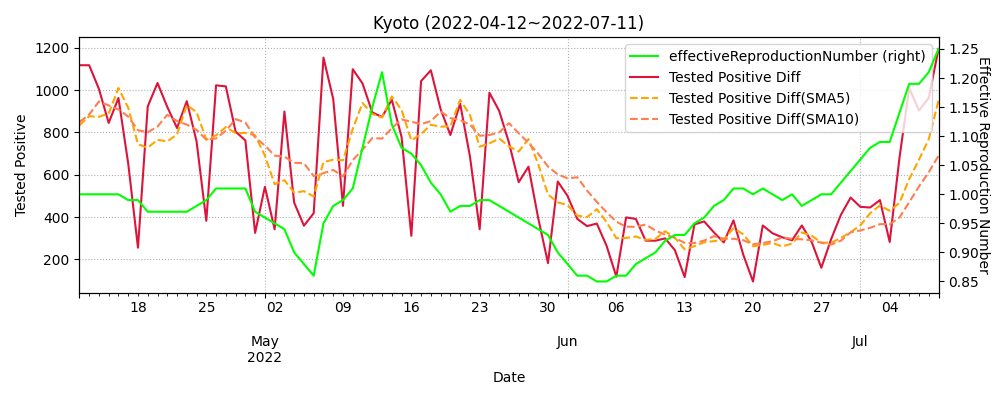 Kyoto (2022-04-12~2022-07-11)
effectiveReproductionNumber (right)
Tested Positive Diff
Tested Positive Diff(SMA5)
Tested Positive Diff(SMA10)
Tested Positive
1200
1000
800
600
400
200
1.25
1.20
1.15
1.10
1.05
1.00
0.95
0.90
0.85
Effective Reproduction Number
18 25 02 09 16 23 30 06 13 20 27 04
May Jun Jul
2022
Date